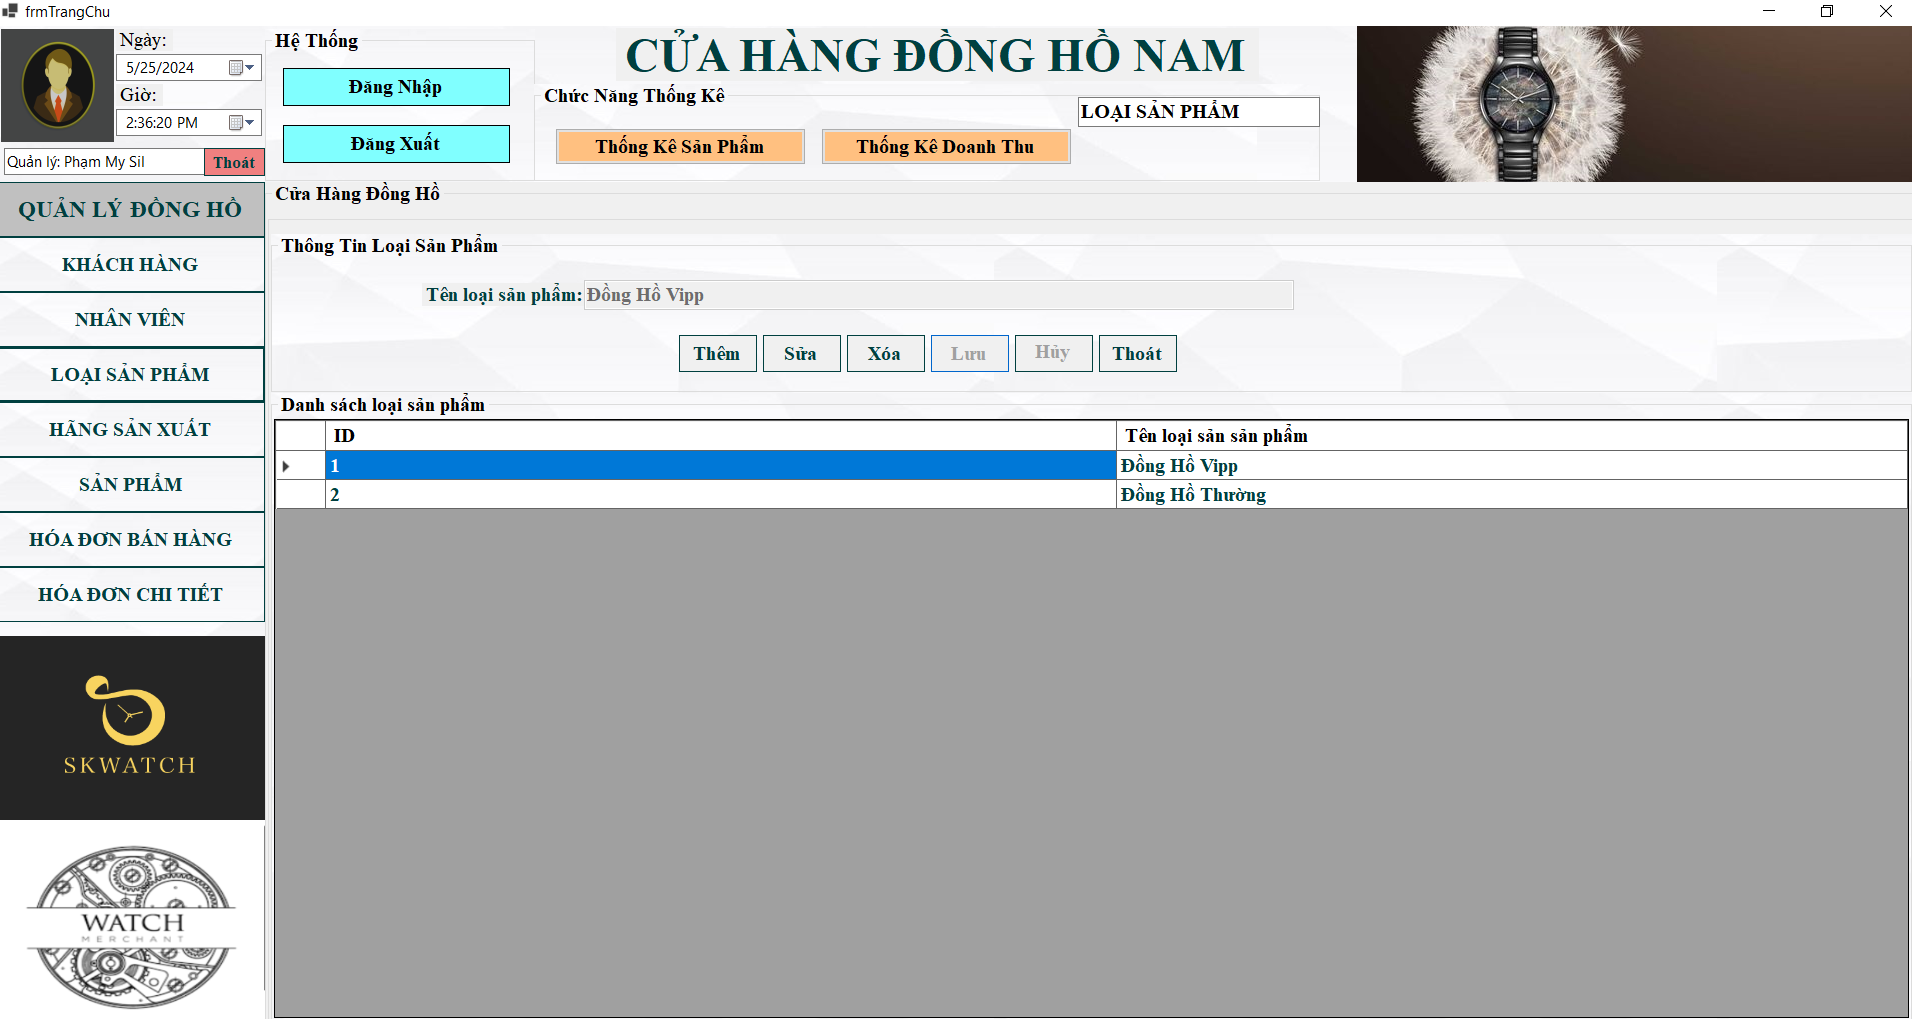 frmTrangChu
Ngày:
5/25/2024
Giờ:
2:36:20 PM
Quản lý: Phạm My Sil
Thoát
Hệ Thống
Đăng Nhập
Đăng Xuất
CỬA HÀNG ĐỒNG HỒ NAM
Chức Năng Thống Kê
LOẠI SẢN PHẨM
Thống Kê Sản Phẩm
Thống Kê Doanh Thu
QUẢN LÝ ĐỒNG HỒ
KHÁCH HÀNG
NHÂN VIÊN
LOẠI SẢN PHẨM
HÃNG SẢN XUẤT
SẢN PHẨM
HÓA ĐƠN BÁN HÀNG
HÓA ĐƠN CHI TIẾT
SKWATCH
WATCH
MERCHANT
Cửa Hàng Đồng Hồ
Thông Tin Loại Sản Phẩm
Tên loại sản phẩm: Đồng Hồ Vipp
Thêm Sửa Xóa Lưu Hủy Thoát
Danh sách loại sản phẩm
ID Tên loại sản sản phẩm
1 Đồng Hồ Vipp
2 Đồng Hồ Thường